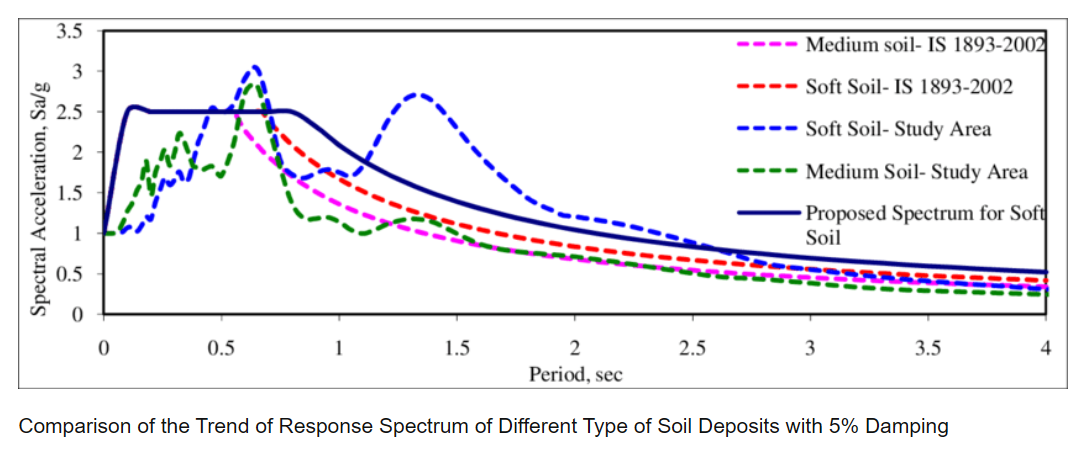 3.5
3
2.5
2
1.5
1
0.5
0
Spectral Acceleration, Sa/g
Medium soil- IS 1893-2002
Soft Soil- IS 1893-2002
Soft Soil- Study Area
Medium Soil- Study Area
Proposed Spectrum for Soft
Soil
0 0.5 1 1.5 2 2.5 3 3.5 4
Period, sec
Comparison of the Trend of Response Spectrum of Different Type of Soil Deposits with 5% Damping